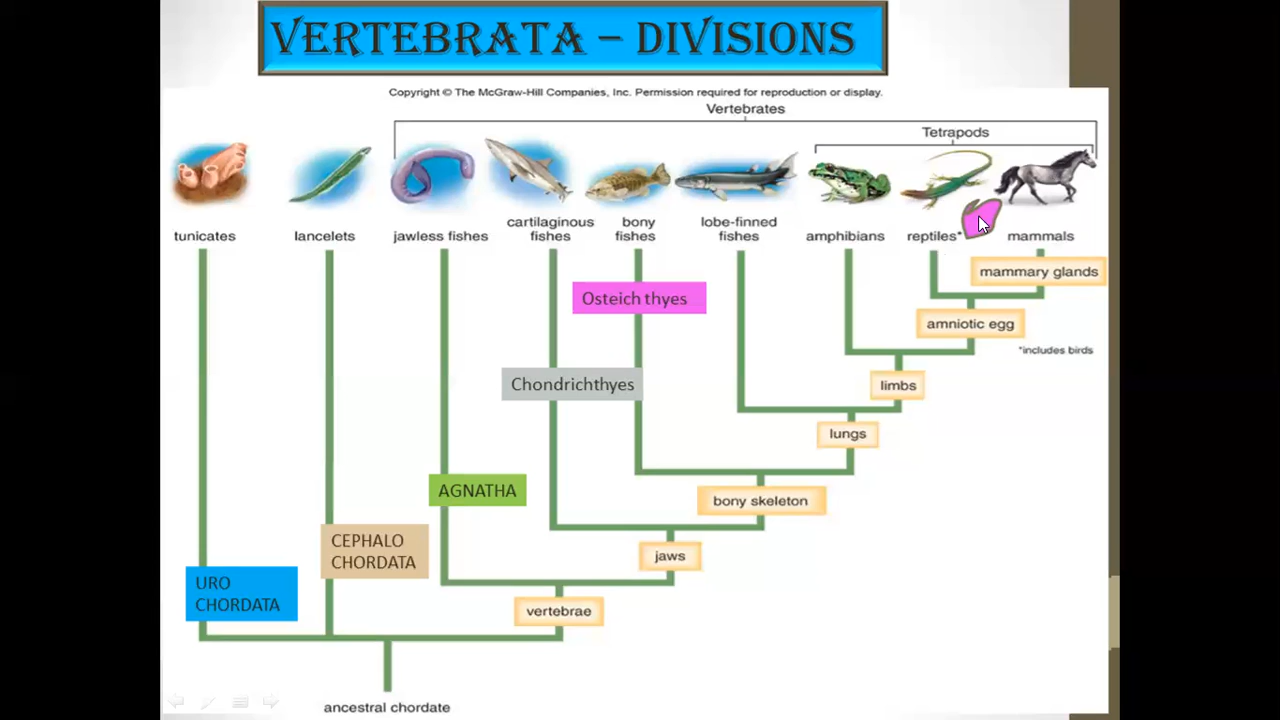 VERTEBRATA – DIVISIONS
Copyright © The McGraw-Hill Companies, Inc. Permission required for reproduction or display.
Vertebrates
Tetrapods
tunicates
lancelets
jawless fishes
cartilaginous
fishes
bony
fishes
lobe-finned
fishes
amphibians
reptiles*
mammals
mammary glands
Osteich thyes
amniotic egg
*includes birds
Chondrichthyes
limbs
lungs
AGNATHA
bony skeleton
CEPHALO
CHORDATA
jaws
URO
CHORDATA
vertebrae
ancestral chordate